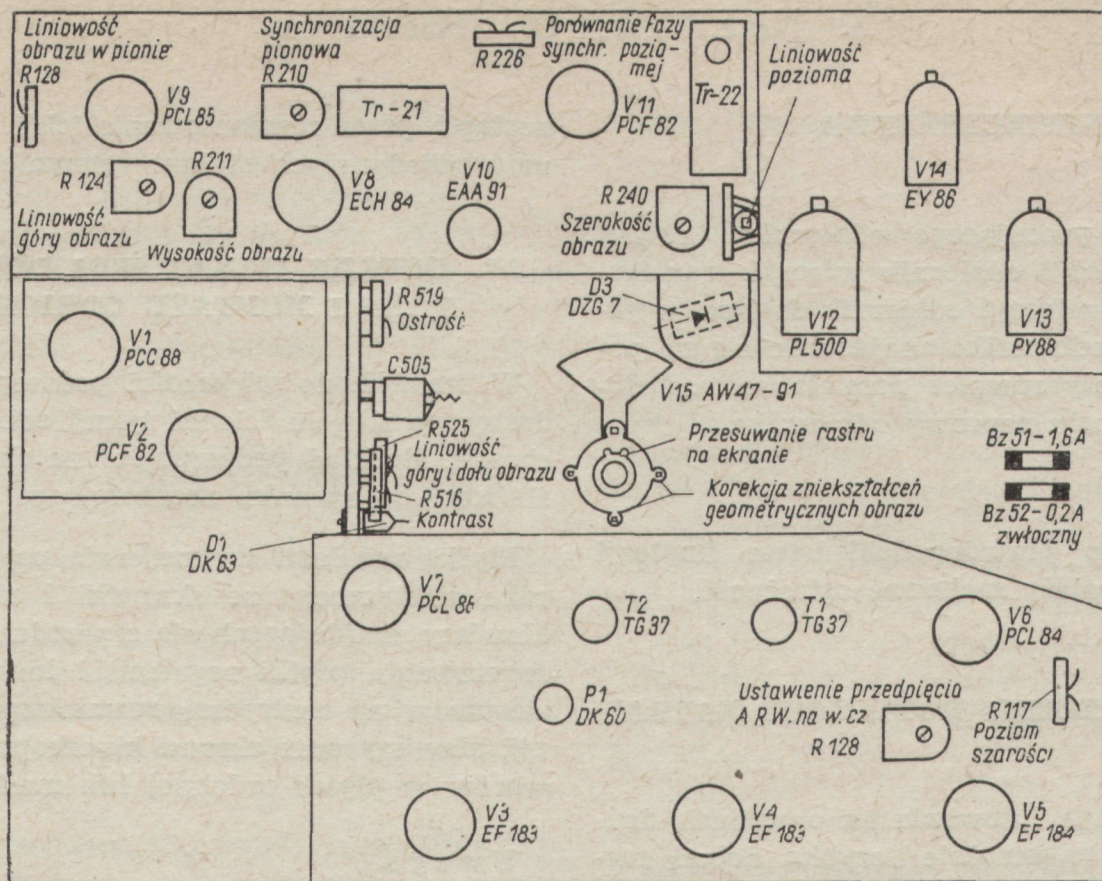 Liniowość
obrazu w pionie
R 128
V9
PCL 85
Synchronizacja
pionowa
R 210
Tr-21
R 226
Porównanie fazy
synchr. pozio-
mej
V11
PCF 82
Tr-22
Liniowość
pozioma
V14
EY 86
R 124
R 211
Liniowość
góry obrazu
Wysokość obrazu
V8
ECH 84
V10
EAA 91
R 240
Szerokość
obrazu
V12
PL500
V13
PY88
V1
PCC 88
V2
PCF 82
R 519
Ostrość
C 505
R 525
Liniowość
góry i dołu obrazu
R 516
Kontrast
D1
DK 63
D3
DZG 7
V15 AW47-91
Przesuwanie rastru
na ekranie
Korekcja zniekształceń
geometrycznych obrazu
Bz 51-1,6 A
Bz 52-0,2 A
zwłoczny
V7
PCL 86
T2
TG 37
T1
TG 37
V6
PCL 84
P1
DK 60
Ustawienie przedpięcia
A R W. na w. cz
R 128
R 117
Poziom
szarości
V3
EF 183
V4
EF 183
V5
EF 184